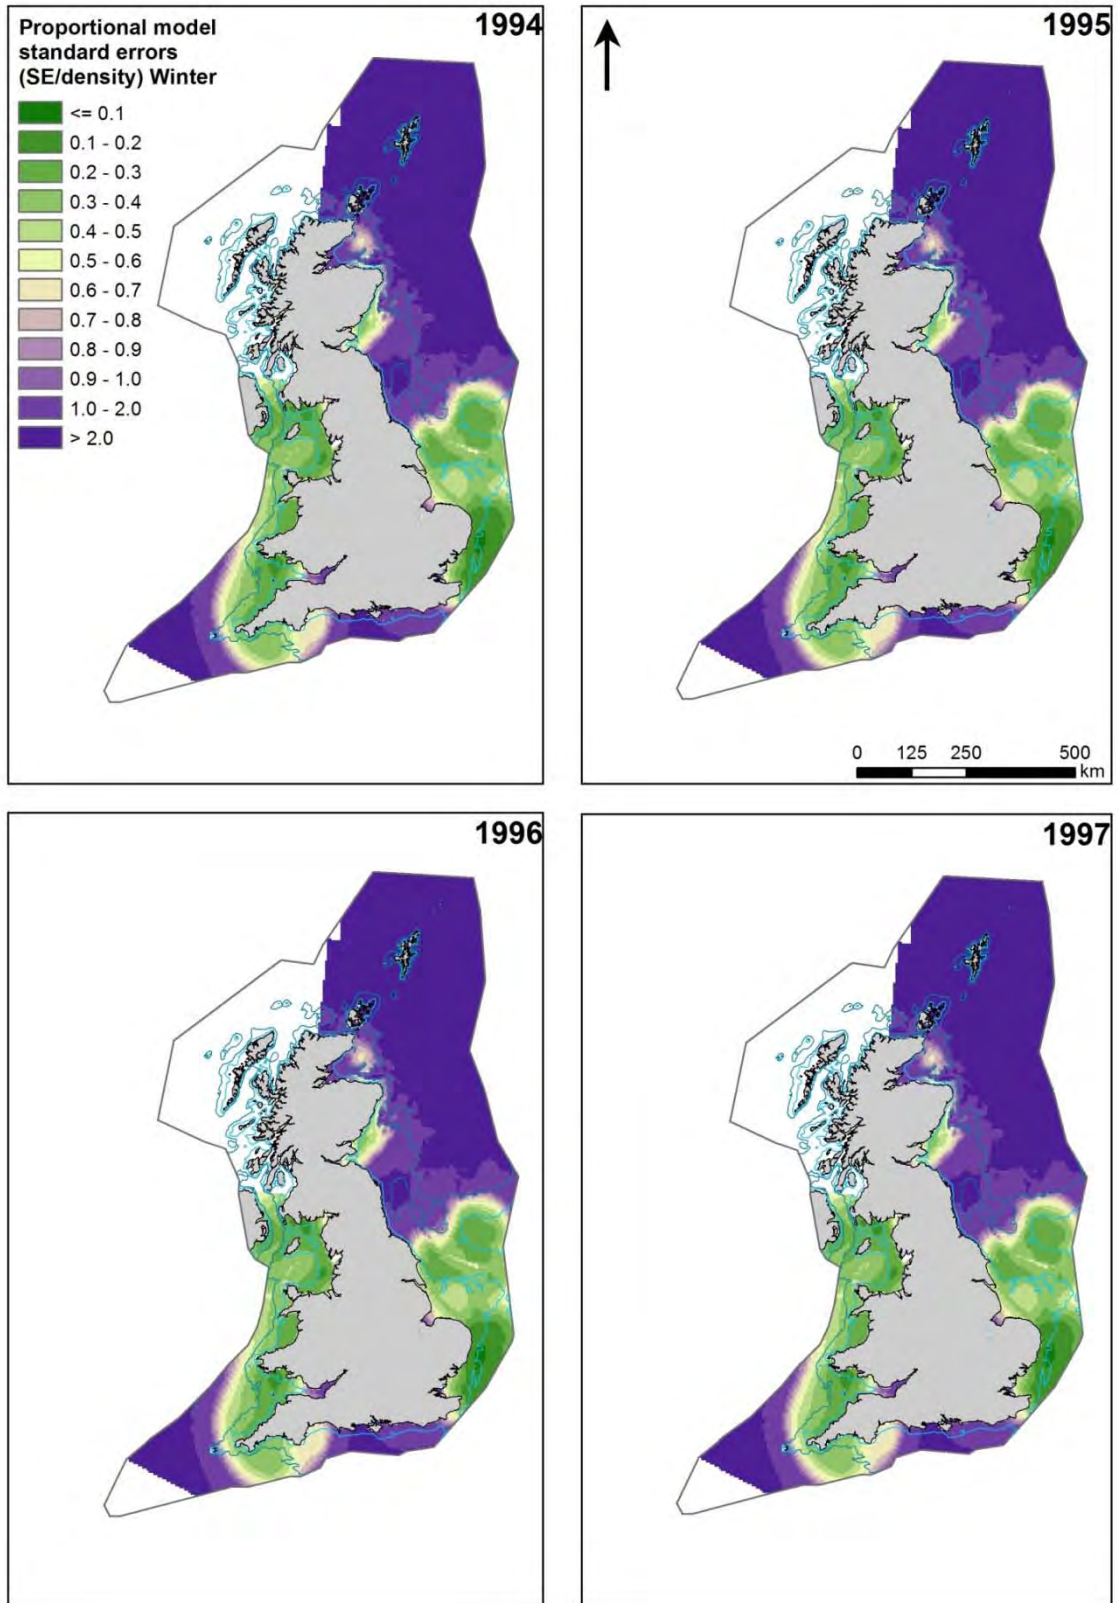 1994
Proportional model
standard errors
(SE/density) Winter
<= 0.1
0.1 - 0.2
0.2 - 0.3
0.3 - 0.4
0.4 - 0.5
0.5 - 0.6
0.6 - 0.7
0.7 - 0.8
0.8 - 0.9
0.9 - 1.0
1.0 - 2.0
> 2.0
1995
0 125 250 500
km
1996
1997